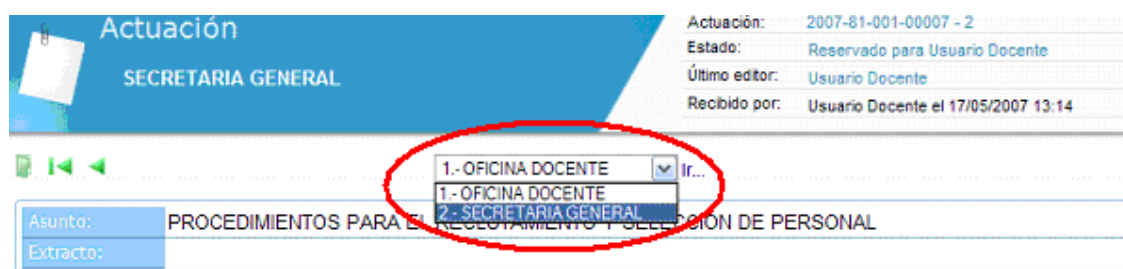 Actuación
SECRETARIA GENERAL
Actuación: 2007-81-001-00007 - 2
Estado: Reservado para Usuario Docente
Último editor: Usuario Docente
Recibido por: Usuario Docente el 17/05/2007 13:14
1.- OFICINA DOCENTE Ir...
1.- OFICINA DOCENTE
2.- SECRETARIA GENERAL
Asunto: PROCEDIMIENTOS PARA EL RECLUTAMIENTO Y SELECCION DE PERSONAL
Extracto: